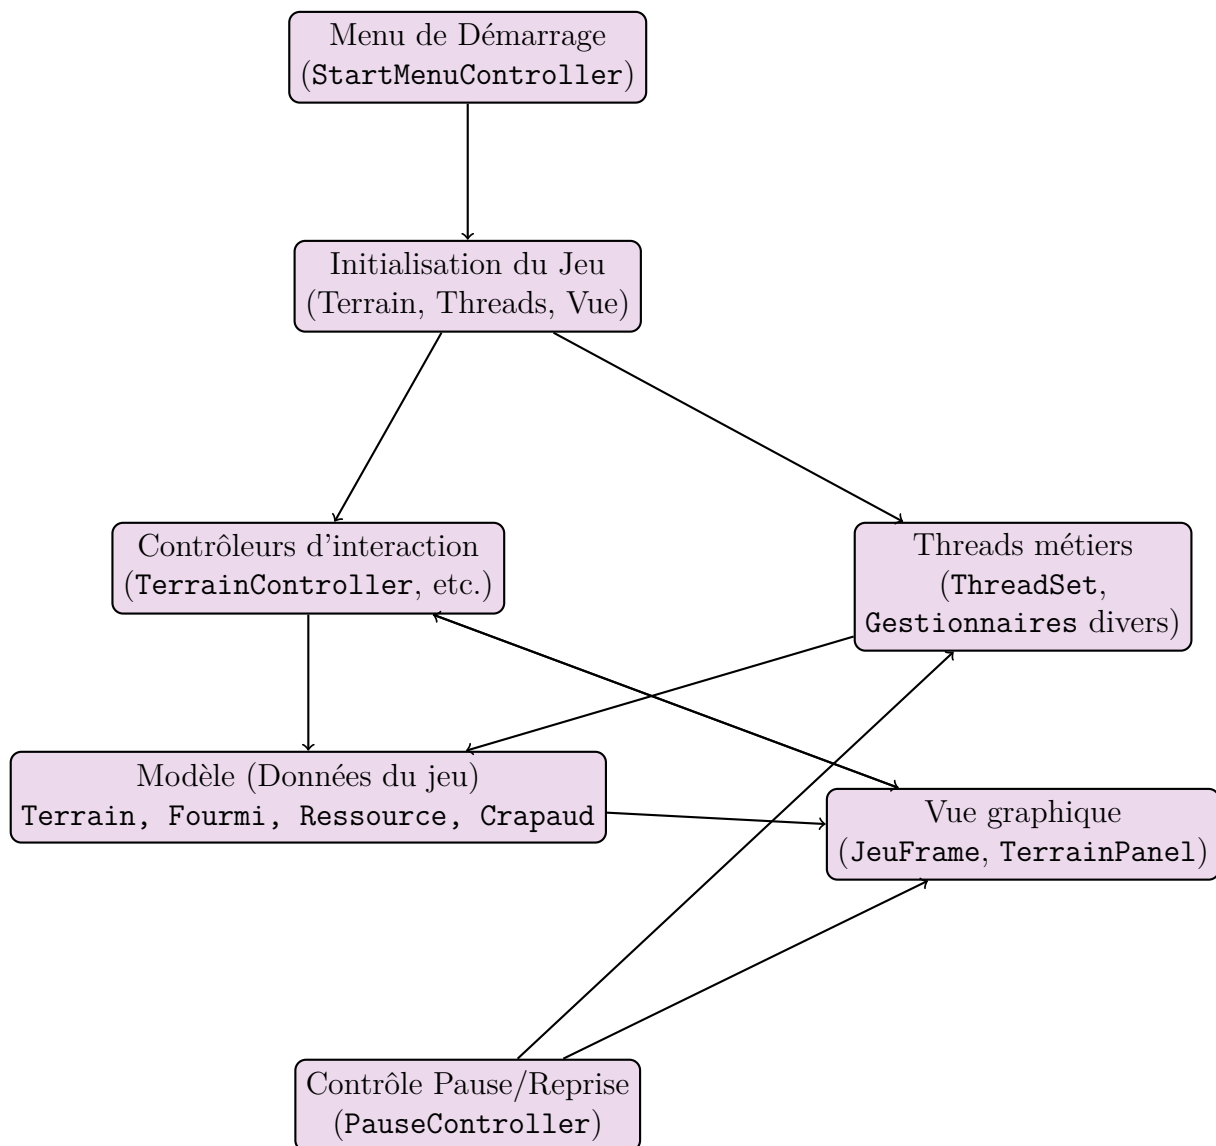 Menu de Démarrage
(StartMenuController)
Initialisation du Jeu
(Terrain, Threads, Vue)
Contrôleurs d'interaction
(TerrainController, etc.)
Threads métiers
(ThreadSet,
Gestionnaires divers)
Modèle (Données du jeu)
Terrain, Fourmi, Ressource, Crapaud
Vue graphique
(JeuFrame, TerrainPanel)
Contrôle Pause/Reprise
(PauseController)